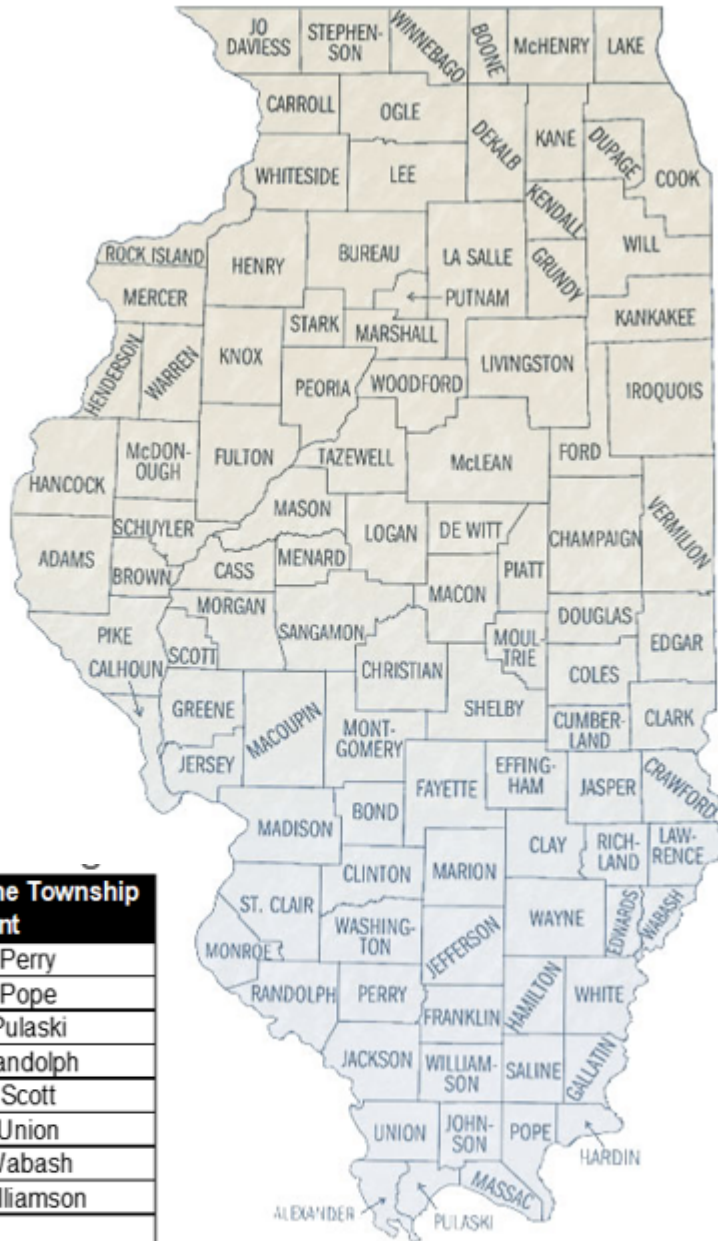 JO
DAVIESS
STEPHEN-
SON
WINNEBAGO
BOONE
McHENRY
LAKE
CARROLL
OGLE
DEKALB
KANE
DUPAGE
COOK
WHITESIDE
LEE
KENDALL
WILL
ROCK ISLAND
HENRY
BUREAU
LA SALLE
GRUNDY
MERCER
PUTNAM
KANKAKEE
STARK
MARSHALL
HENDERSON
WARREN
KNOX
PEORIA
WOODFORD
LIVINGSTON
IROQUOIS
McDON-
OUGH
FULTON
TAZEWELL
McLEAN
FORD
HANCOCK
MASON
VERMILION
SCHUYLER
LOGAN
DE WITT
CHAMPAIGN
ADAMS
BROWN
CASS
MENARD
PIATT
MACON
MORGAN
DOUGLAS
PIKE
SCOTT
SANGAMON
MOUL-
TRIE
EDGAR
CALHOUN
CHRISTIAN
COLES
GREENE
MACOUPIN
MONT-
GOMERY
SHELBY
CUMBER-
LAND
CLARK
JERSEY
FAYETTE
EFFING-
HAM
JASPER
CRAWFORD
MADISON
BOND
CLAY
RICH-
LAND
LAW-
RENCE
CLINTON
MARION
ST. CLAIR
WASHING-
TON
JEFFERSON
WAYNE
EDWARDS
WABASH
MONROE
RANDOLPH
PERRY
FRANKLIN
HAMILTON
WHITE
JACKSON
WILLIAM-
SON
SALINE
GALLATIN
UNION
JOHN-
SON
POPE
HARDIN
MASSAC
ALEXANDER
PULASKI
ne Township
nt
Perry
Pope
Pulaski
andolph
Scott
Union
Wabash
lliamson